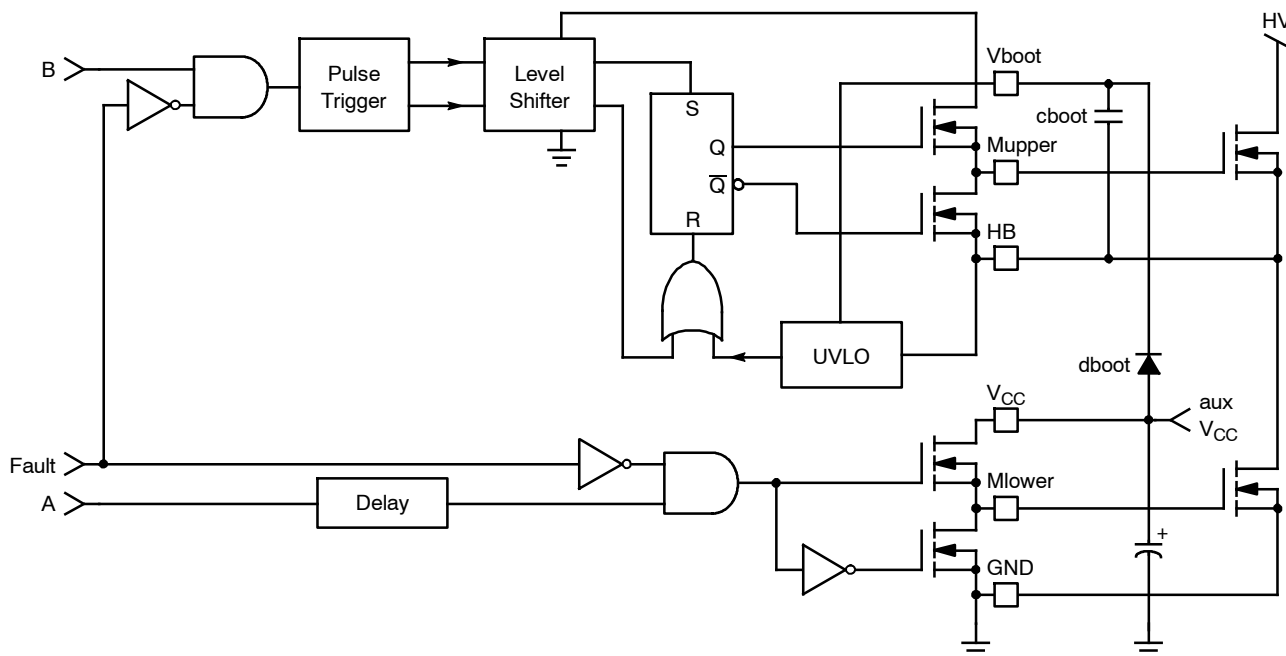 HV
B
Pulse
Trigger
Level
Shifter
Vboot
cboot
S
Q
Q
R
Mupper
HB
UVLO
dboot
VCC
aux
VCC
Fault
A
Delay
Mlower
+
GND